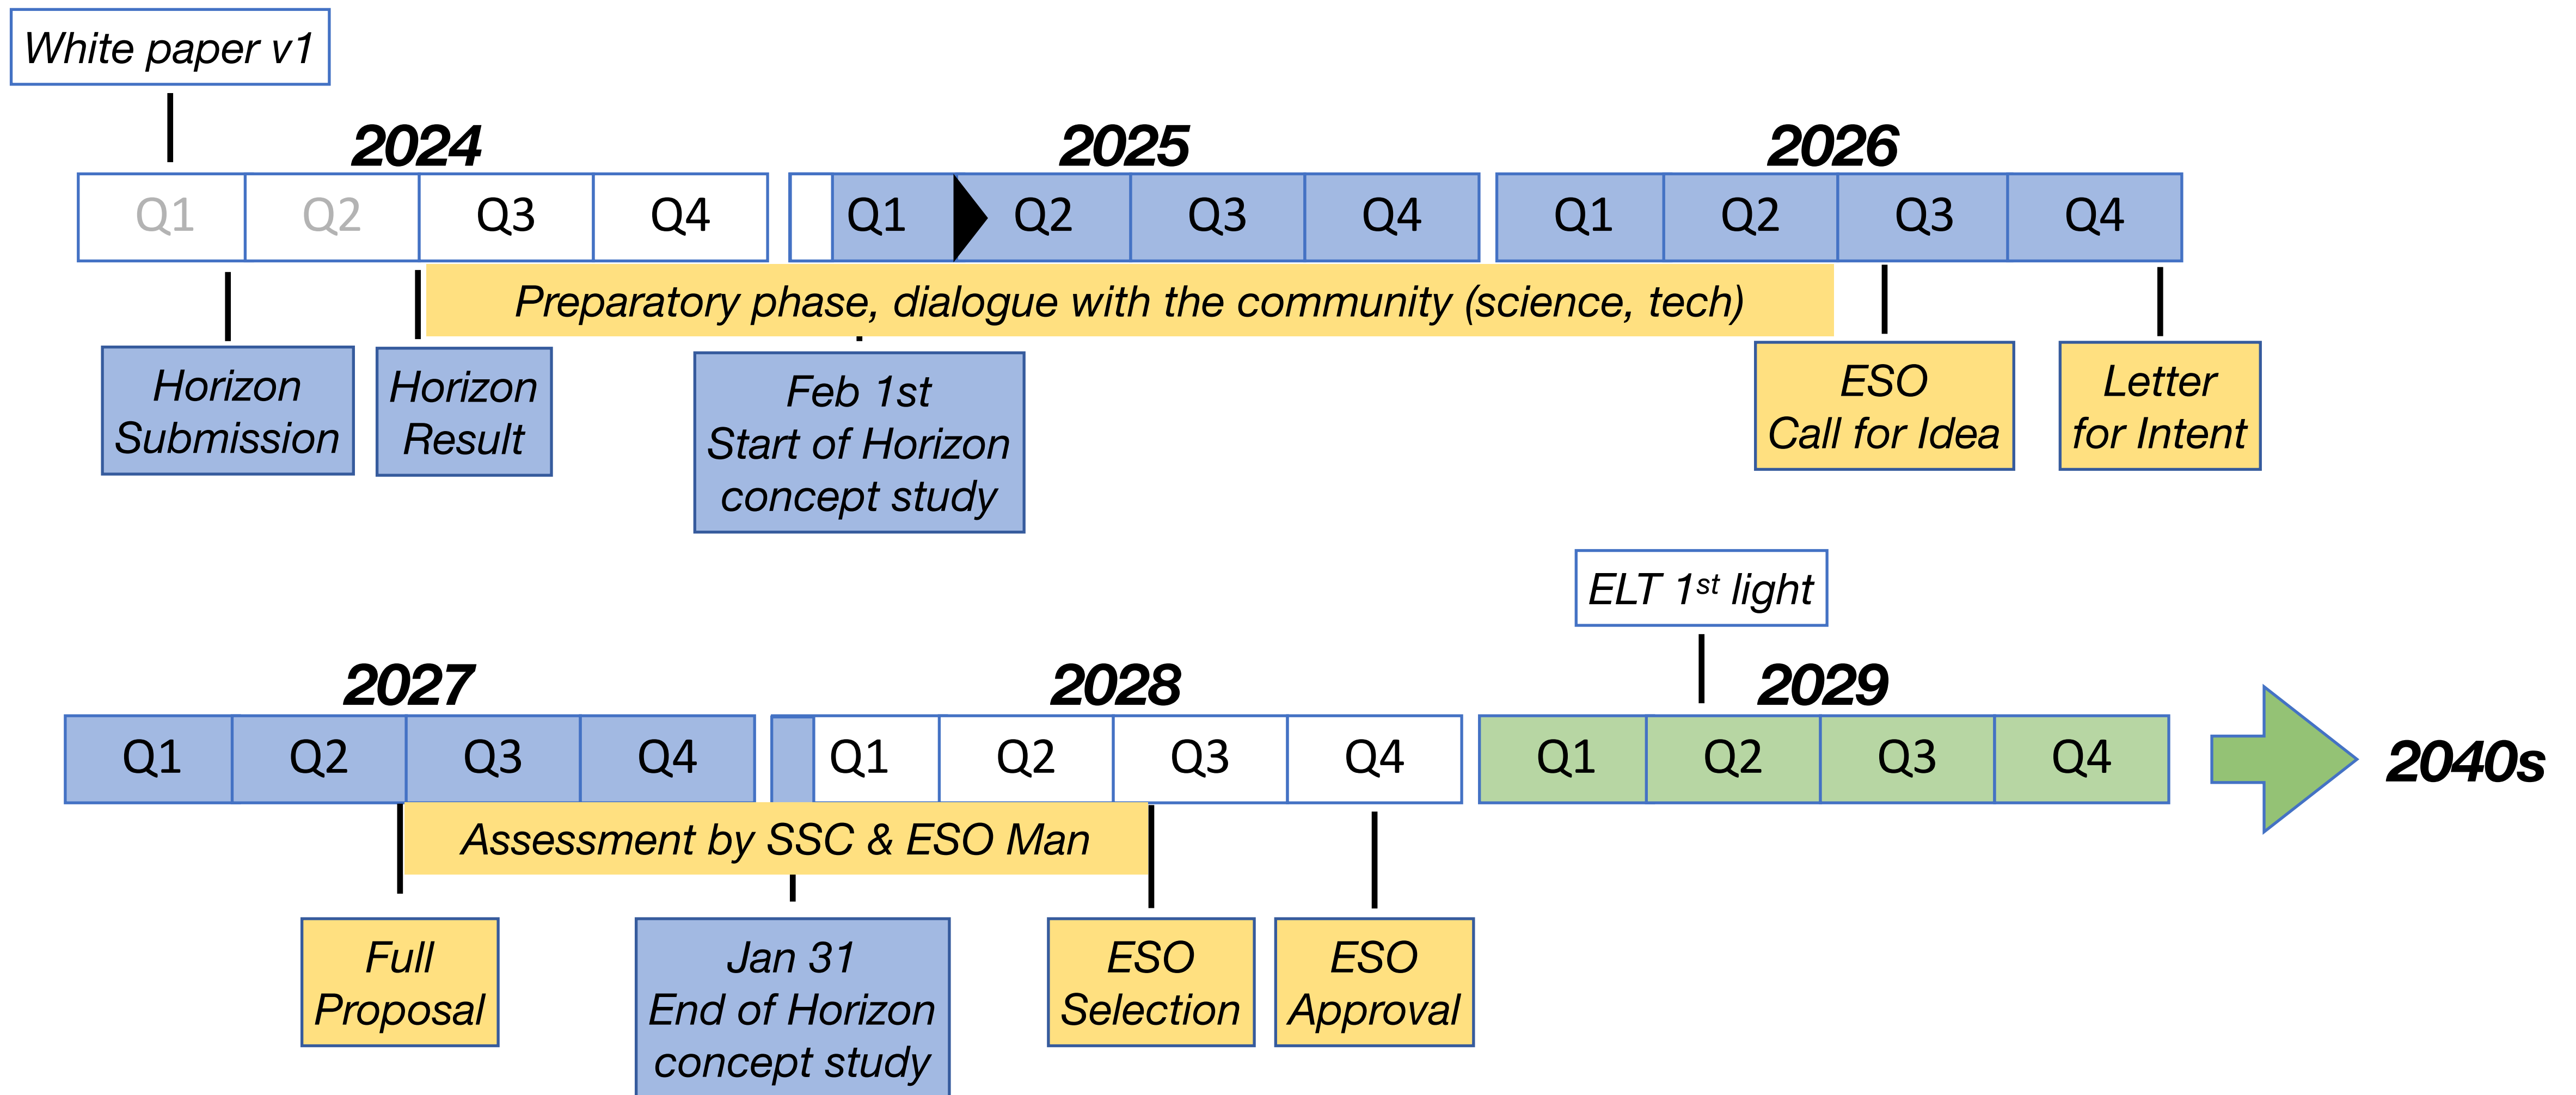 White paper v1
2024
2025
2026
Q1 Q2 Q3 Q4
Q1 Q2 Q3 Q4
Q1 Q2 Q3 Q4
Preparatory phase, dialogue with the community (science, tech)
Horizon
Submission
Horizon
Result
Feb 1st
Start of Horizon
concept study
ESO
Call for Idea
Letter
for Intent
ELT 1st light
2027
2028
2029
Q1 Q2 Q3 Q4
Q1 Q2 Q3 Q4
Q1 Q2 Q3 Q4
2040s
Assessment by SSC & ESO Man
Full
Proposal
Jan 31
End of Horizon
concept study
ESO
Selection
ESO
Approval